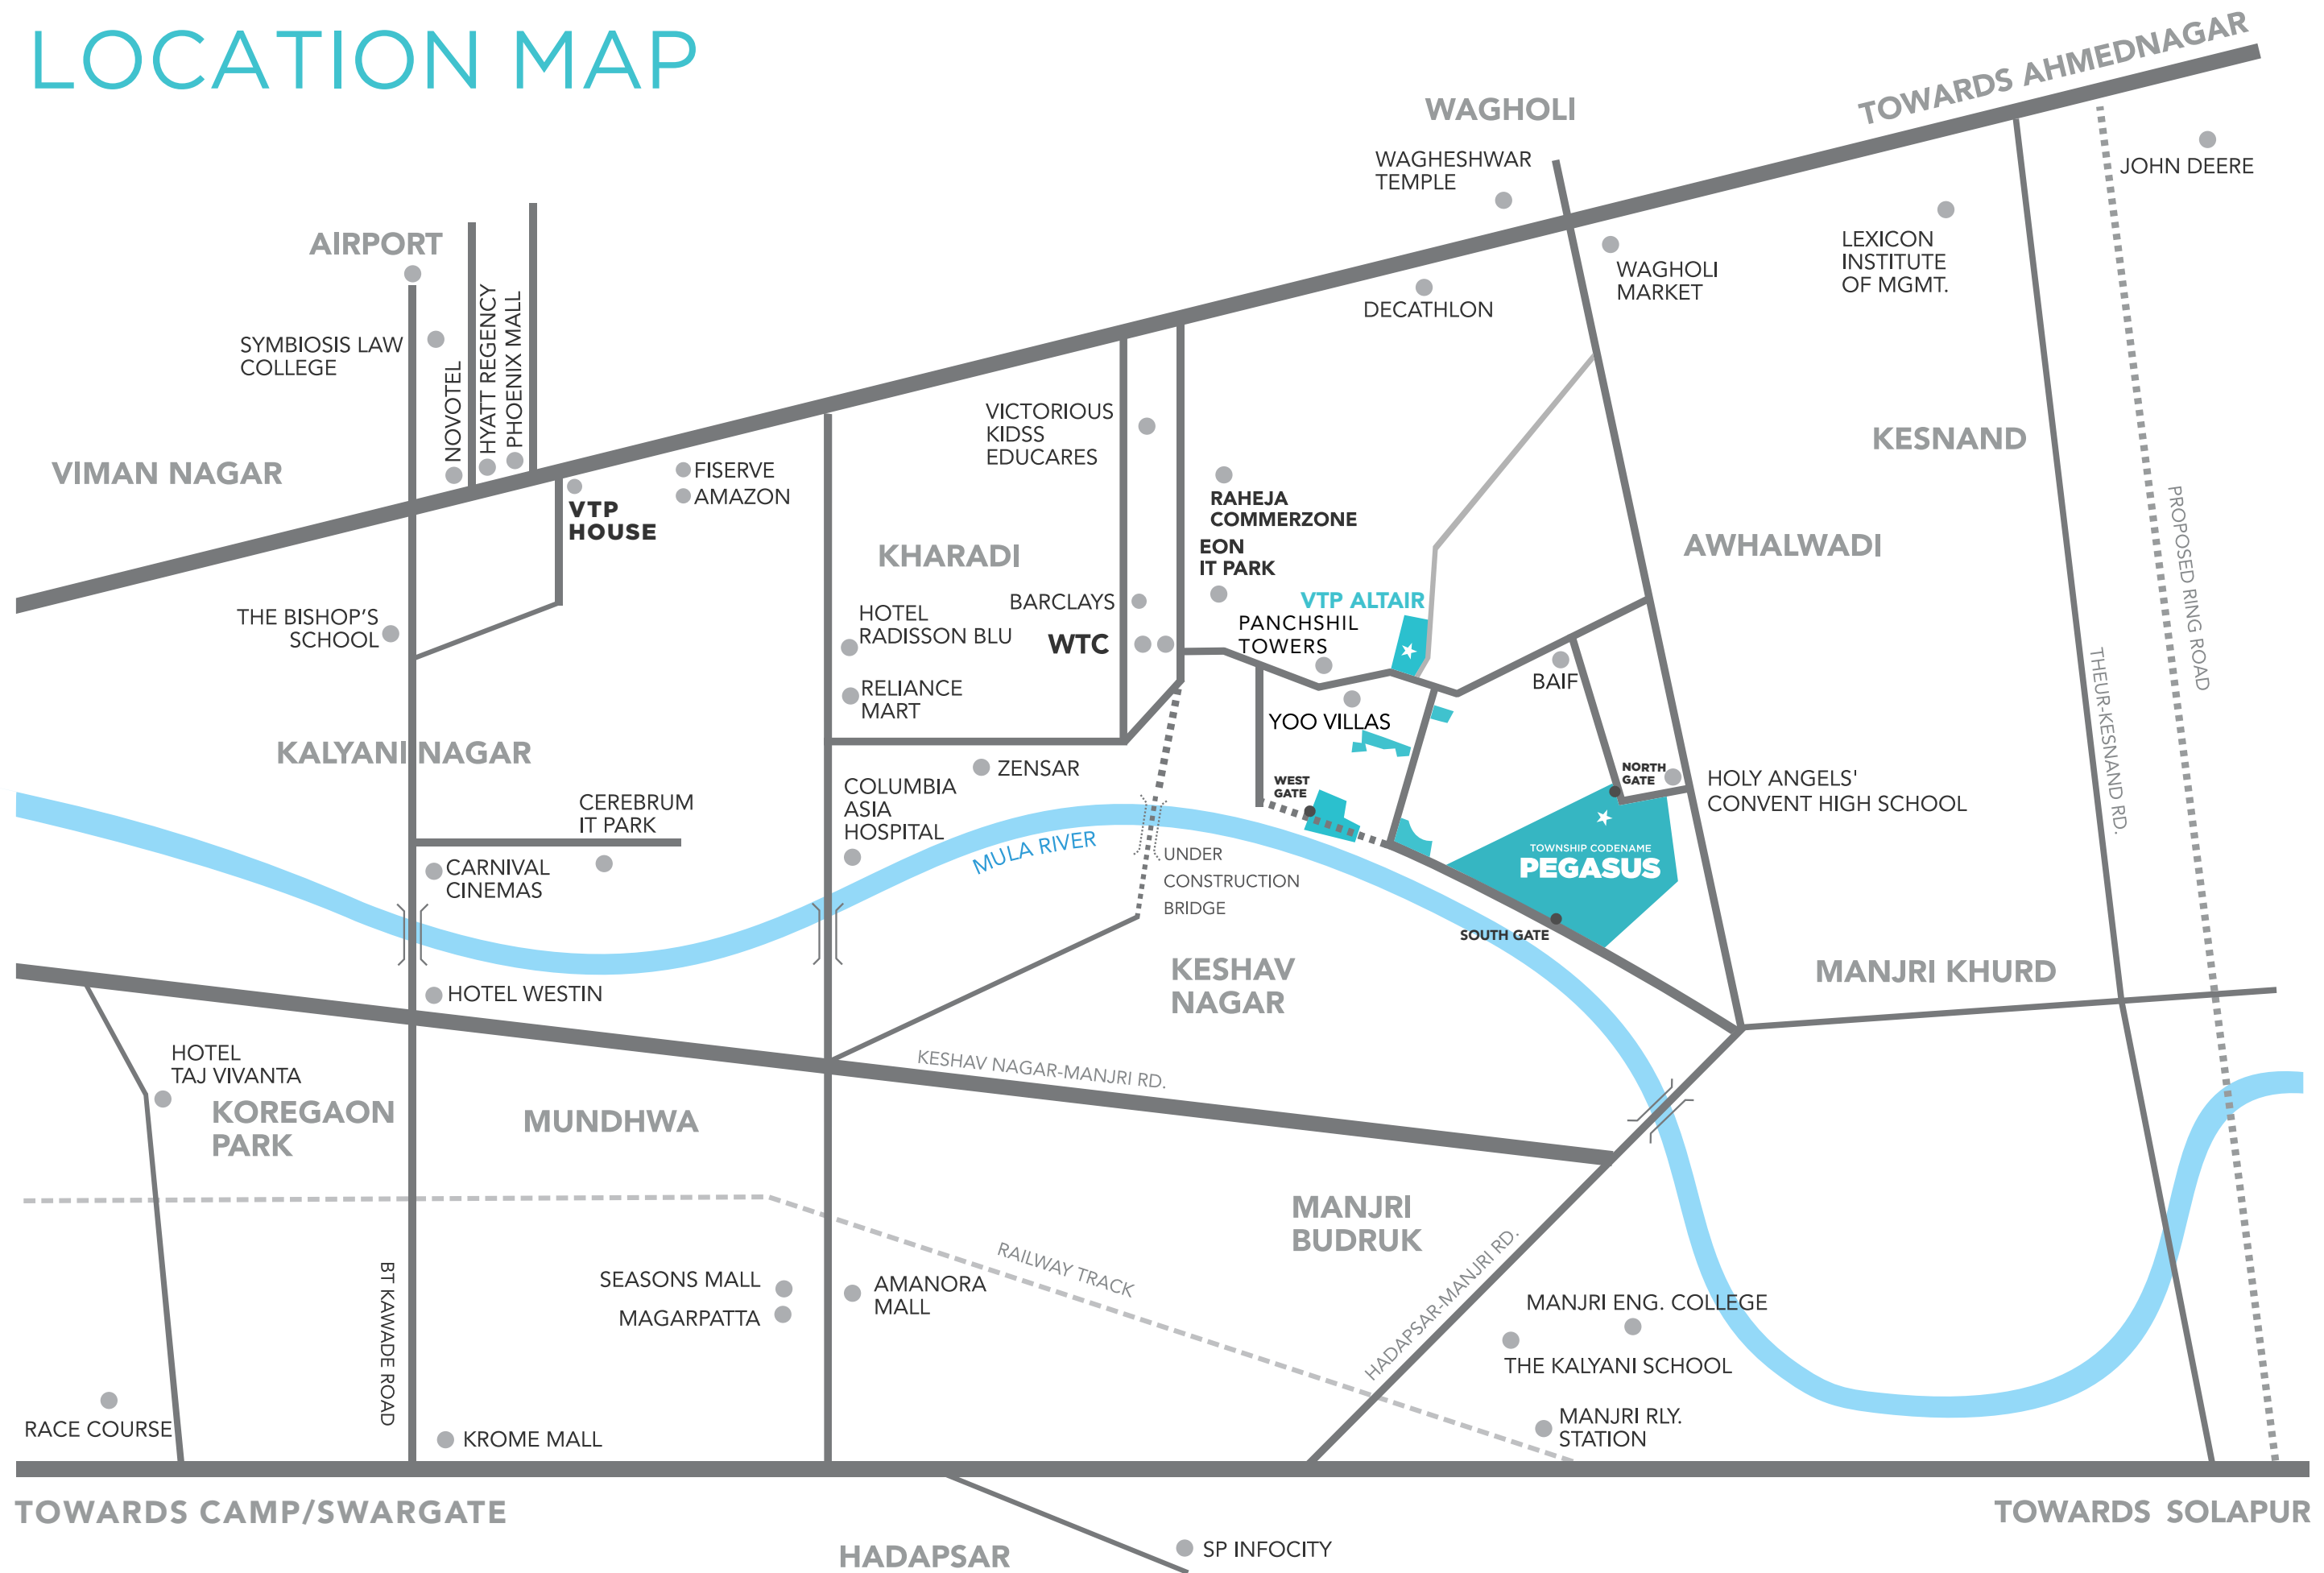 LOCATION MAP
TOWARDS AHMEDNAGAR
WAGHOLI
WAGHESHWAR
TEMPLE
JOHN DEERE
AIRPORT
LEXICON
INSTITUTE
OF MGMT.
WAGHOLI
MARKET
DECATHLON
SYMBIOSIS LAW
COLLEGE
NOVOTEL
HYATT REGENCY
PHOENIX MALL
VICTORIOUS
KIDSS
EDUCARES
KESNAND
VIMAN NAGAR
FISERVE
AMAZON
VTP
HOUSE
RAHEJA
COMMERZONE
EON
IT PARK
KHARADI
AWHALWADI
PROPOSED RING ROAD
THE BISHOP'S
SCHOOL
HOTEL
RADISSON BLU
BARCLAYS
WTC
VTP ALTAIR
PANCHSHIL
TOWERS
BAIF
THEUR-KESNAND RD.
RELIANCE
MART
YOO VILLAS
KALYANI NAGAR
ZENSAR
WEST
GATE
NORTH
GATE
HOLY ANGELS'
CONVENT HIGH SCHOOL
CEREBRUM
IT PARK
COLUMBIA
ASIA
HOSPITAL
MULA RIVER
UNDER
CONSTRUCTION
BRIDGE
TOWNSHIP CODENAME
PEGASUS
CARNIVAL
CINEMAS
SOUTH GATE
KESHAV
NAGAR
MANJRI KHURD
HOTEL WESTIN
HOTEL
TAJ VIVANTA
KESHAV NAGAR-MANJRI RD.
KOREGAON
PARK
MUNDHWA
MANJRI
BUDRUK
RAILWAY TRACK
HADAPSAR-MANJRI RD.
BT KAWADE ROAD
SEASONS MALL
MAGARPATTA
AMANORA
MALL
MANJRI ENG. COLLEGE
THE KALYANI SCHOOL
RACE COURSE
KROME MALL
MANJRI RLY.
STATION
TOWARDS CAMP/SWARGATE
TOWARDS SOLAPUR
HADAPSAR
SP INFOCITY